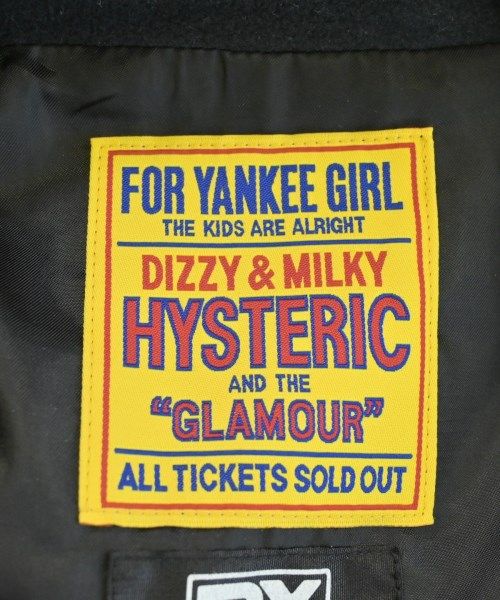 FOR YANKEE GIRL
THE KIDS ARE ALRIGHT
DIZZY & MILKY
HYSTERIC
AND THE
"GLAMOUR"
ALL TICKETS SOLD OUT